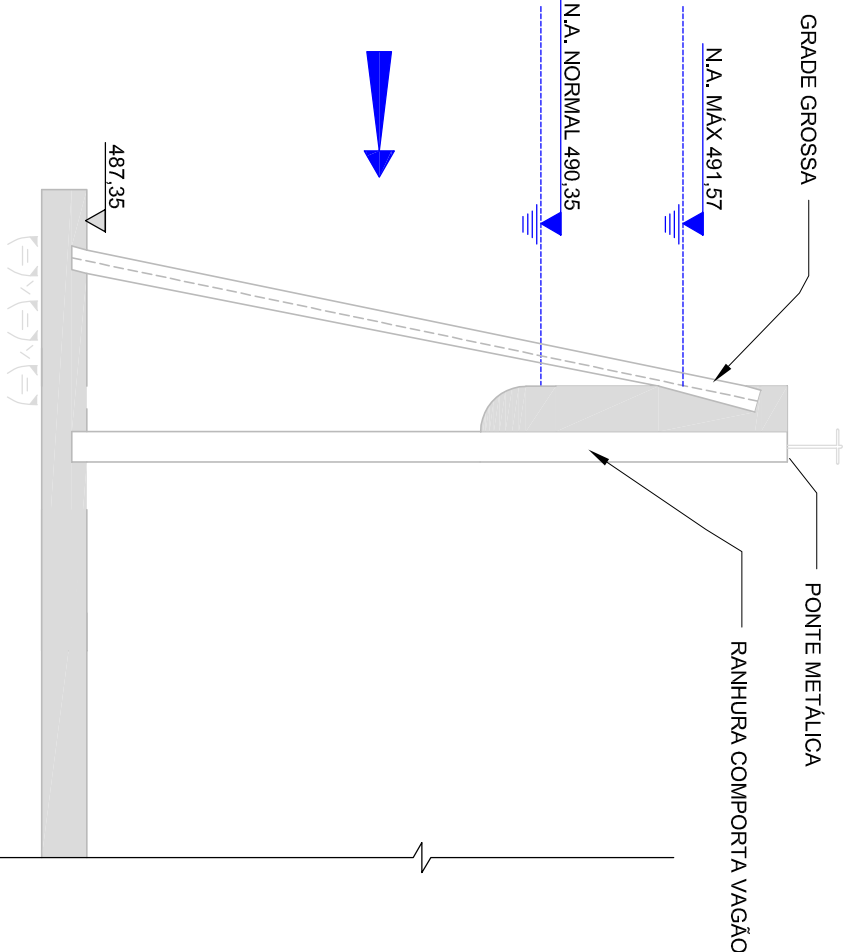 GRADE GROSSA
N.A. MÁX 491,57
N.A. NORMAL 490,35
487,35
PONTE METÁLICA
RANHURA COMPORTA VAGÃO